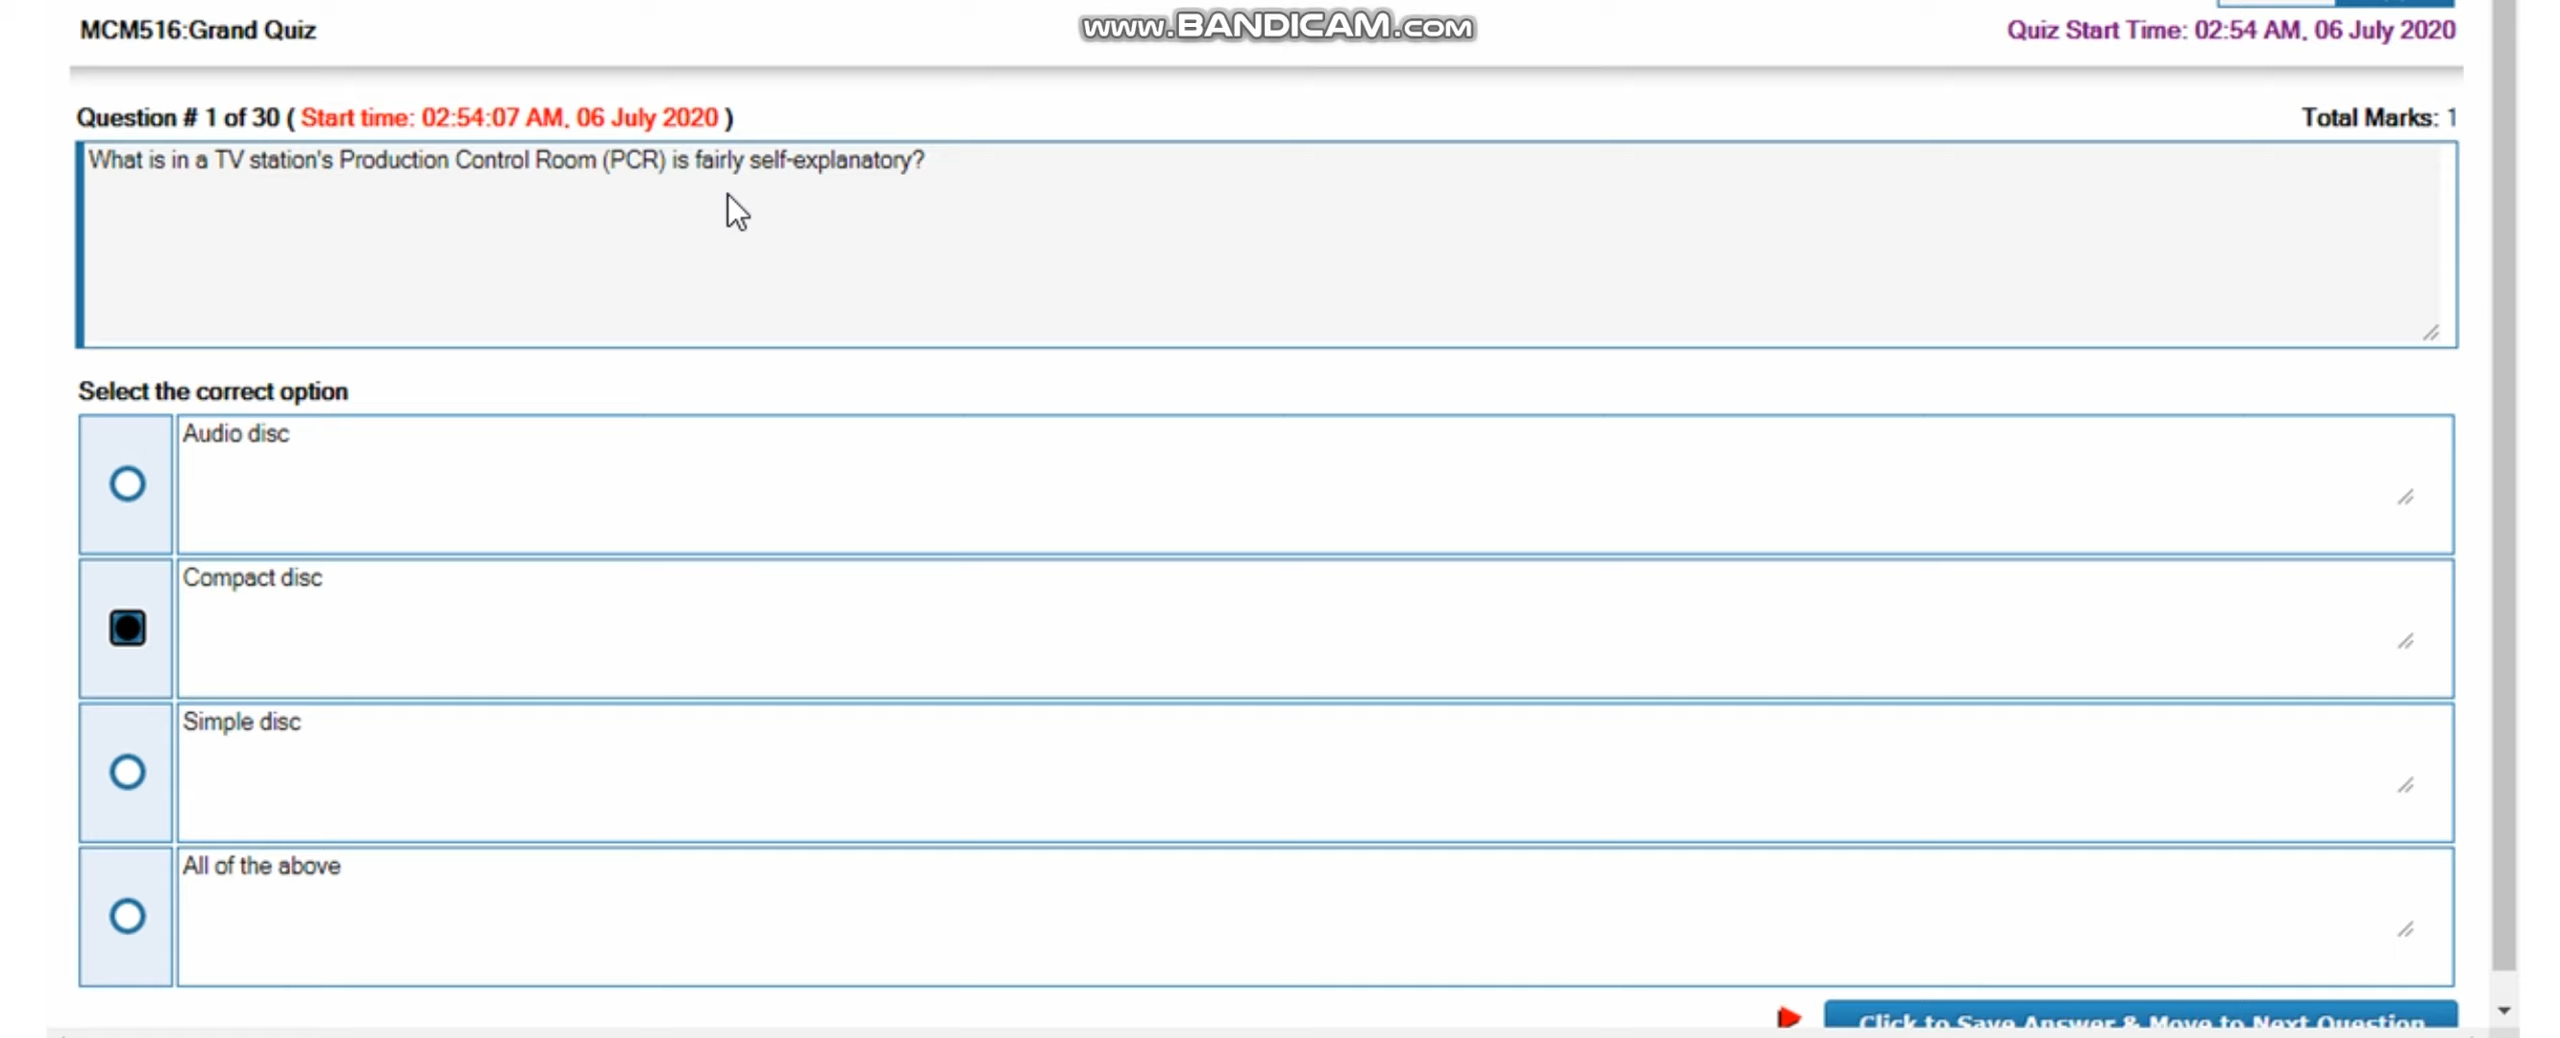 MCM516:Grand Quiz
www.BANDICAM.com
Quiz Start Time: 02:54 AM, 06 July 2020
Question # 1 of 30 ( Start time: 02:54:07 AM, 06 July 2020 )
Total Marks: 1
What is in a TV station's Production Control Room (PCR) is fairly self-explanatory?
Select the correct option
Audio disc
Compact disc
Simple disc
All of the above
Click to Save Answer & Move to Next Question